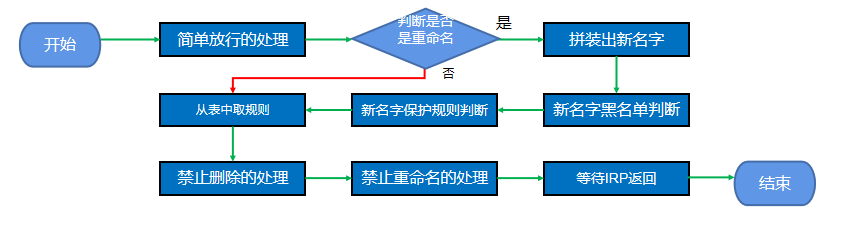 开始
简单放行的处理
判断是否
是重命名
是
拼装出新名字
否
从表中取规则
新名字保护规则判断
新名字黑名单判断
禁止删除的处理
禁止重命名的处理
等待IRP返回
结束